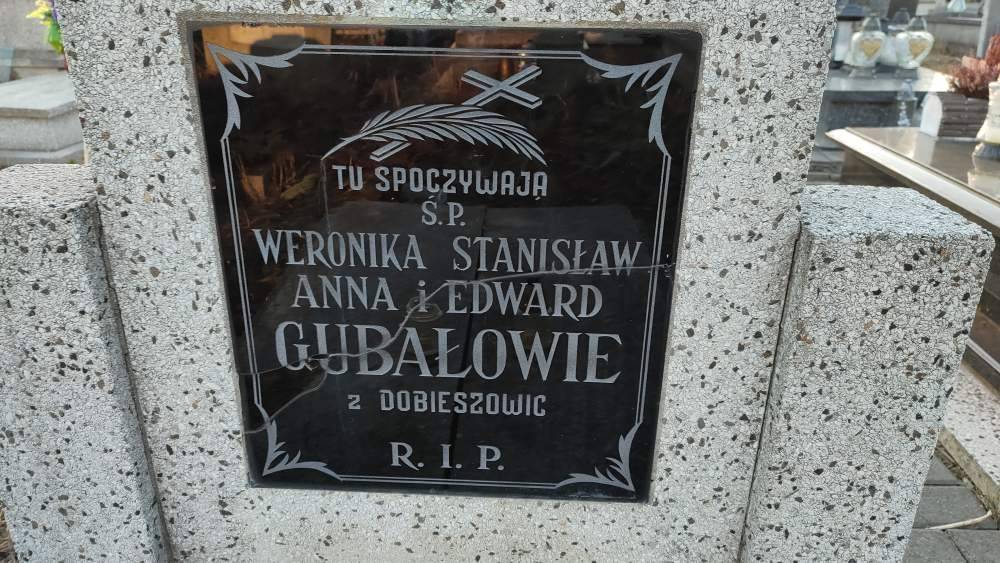 TU SPOCZYWAJĄ
Ś.P.
WERONIKA STANISŁAW
ANNA i EDWARD
GUBAŁOWIE
z DOBIESZOWIC
R. I. P.